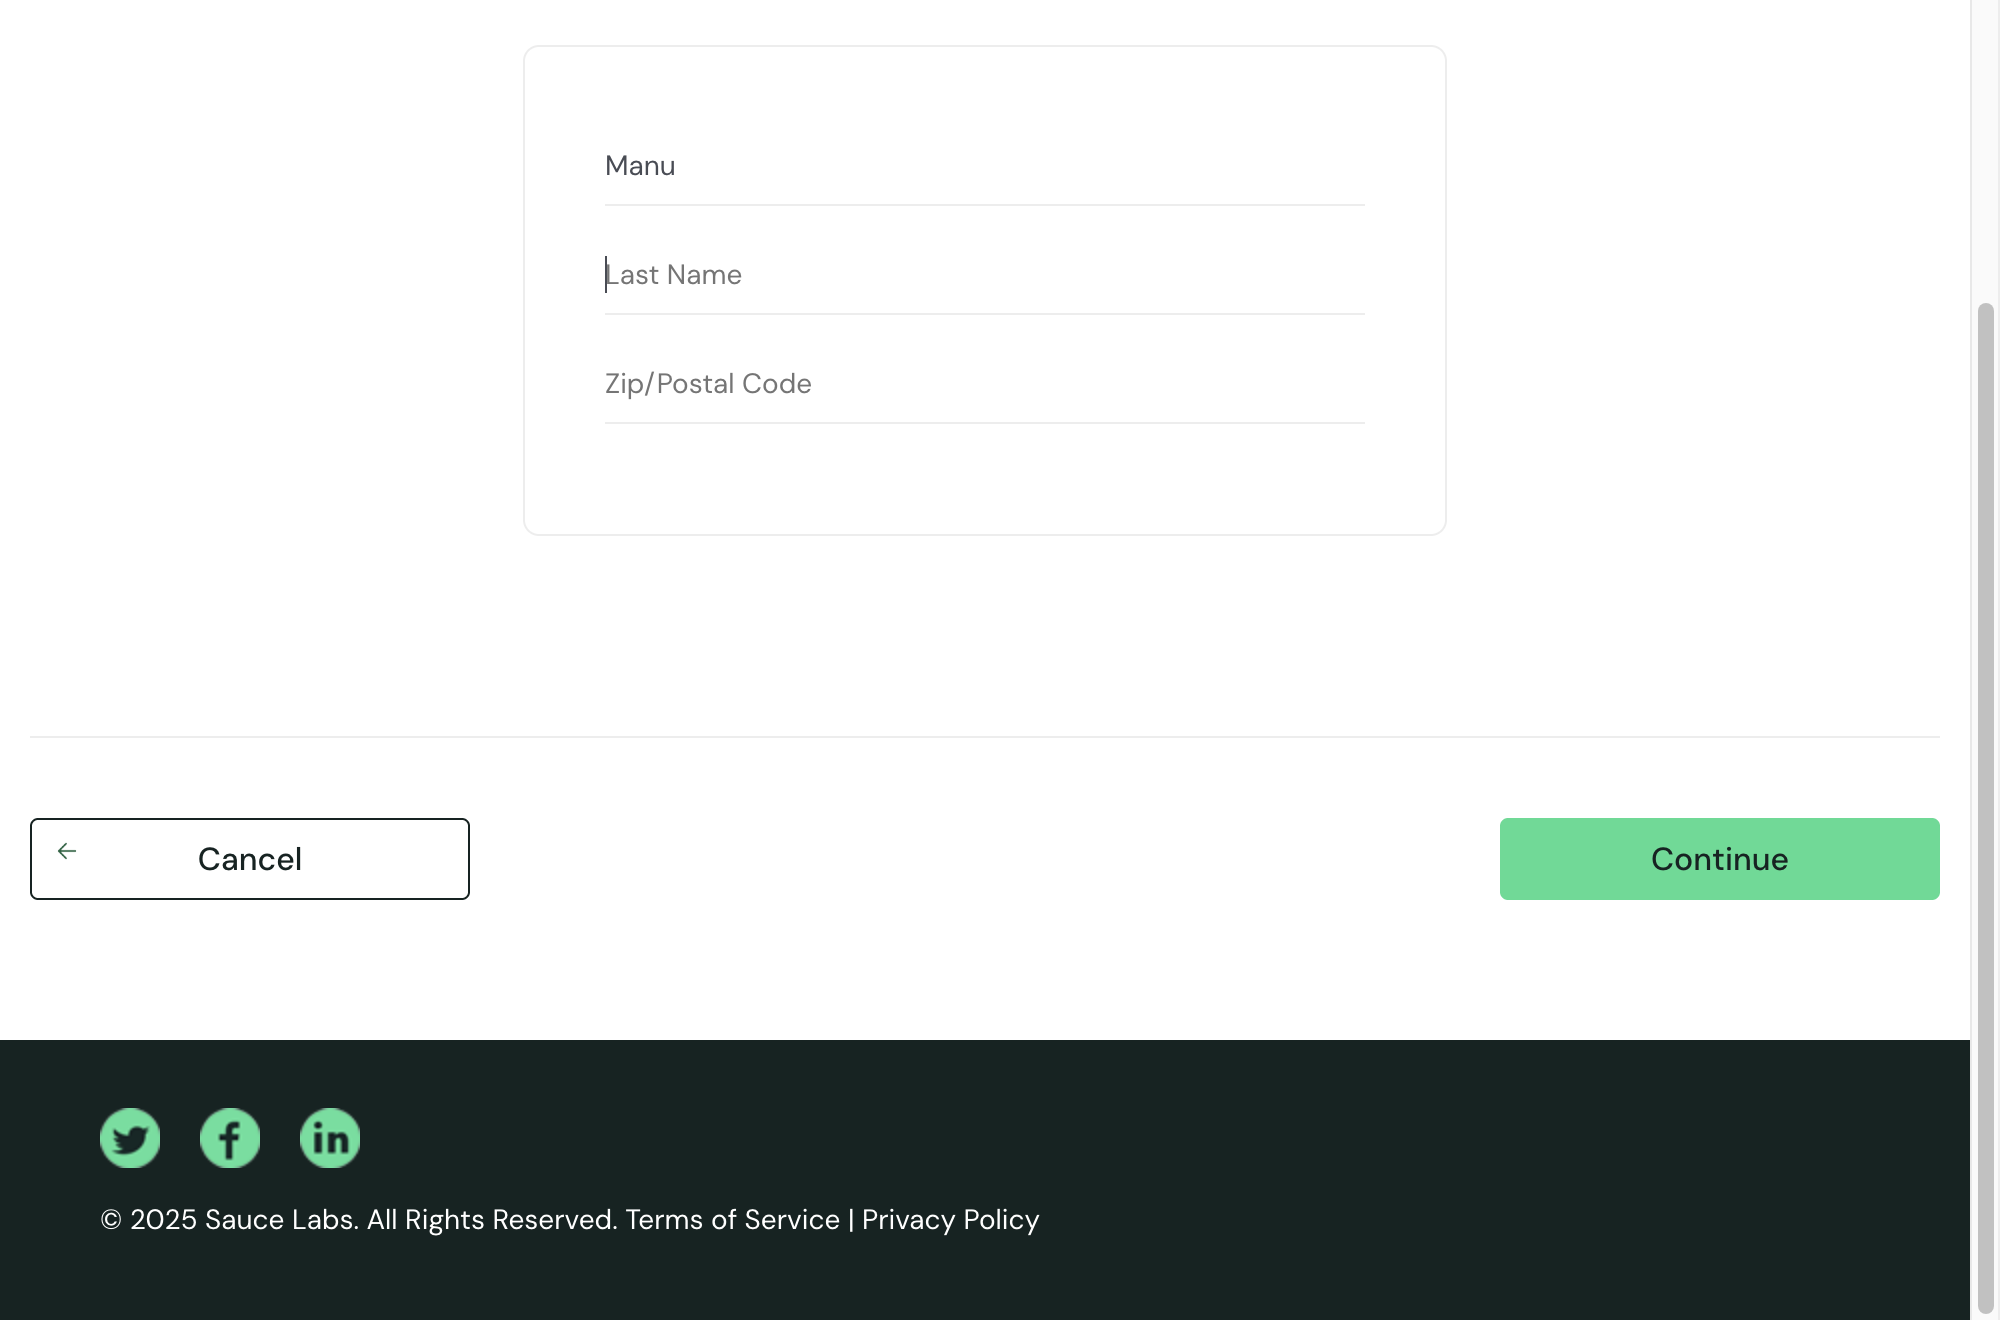 Manu
Last Name
Zip/Postal Code
Cancel
Continue
© 2025 Sauce Labs. All Rights Reserved. Terms of Service | Privacy Policy